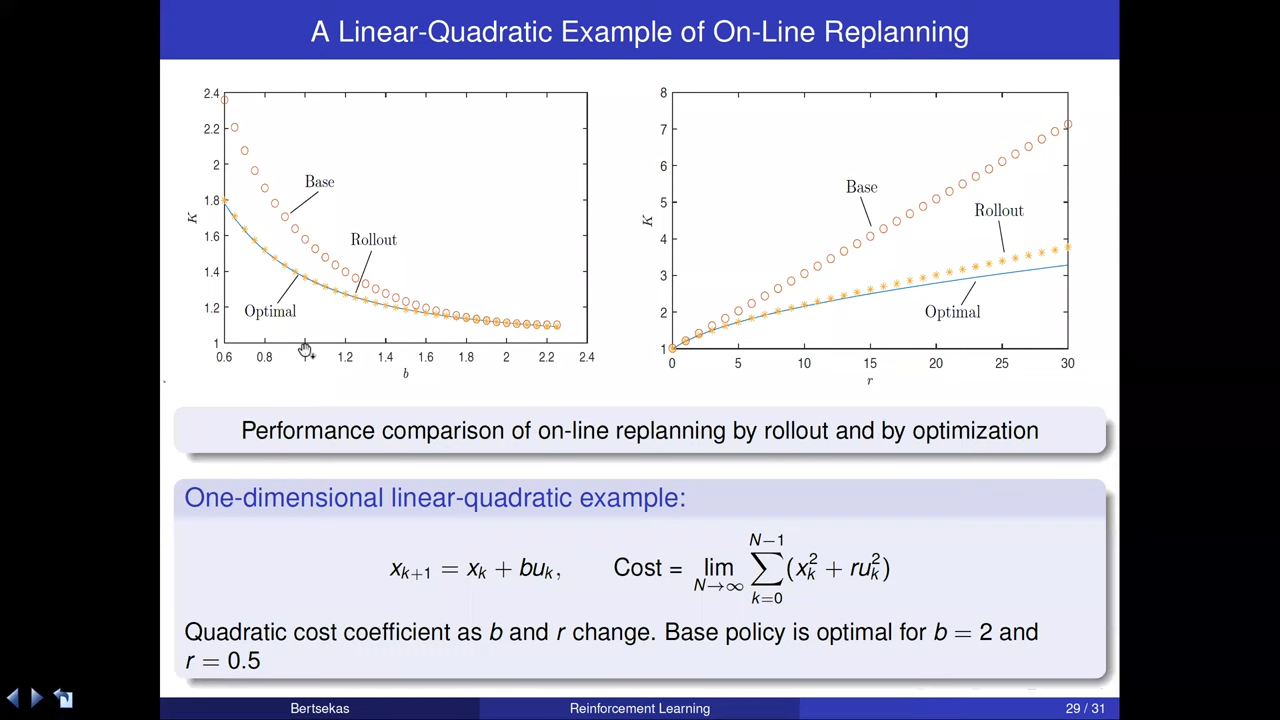 A Linear-Quadratic Example of On-Line Replanning
2.4
2.2
2
1.8
1.6
1.4
1.2
1
K
Base
Rollout
Optimal
0.6 0.8 1.2 1.4 1.6 1.8 2 2.2 2.4
b
8
7
6
5
4
3
2
1
K
Base
Rollout
Optimal
0 5 10 15 20 25 30
r
Performance comparison of on-line replanning by rollout and by optimization
One-dimensional linear-quadratic example:
x_{k+1} = x_k + bu_k, Cost = lim_{N→∞} ∑_{k=0}^{N−1} (x_k^2 + ru_k^2)
Quadratic cost coefficient as b and r change. Base policy is optimal for b = 2 and
r = 0.5
Bertsekas Reinforcement Learning 29 / 31